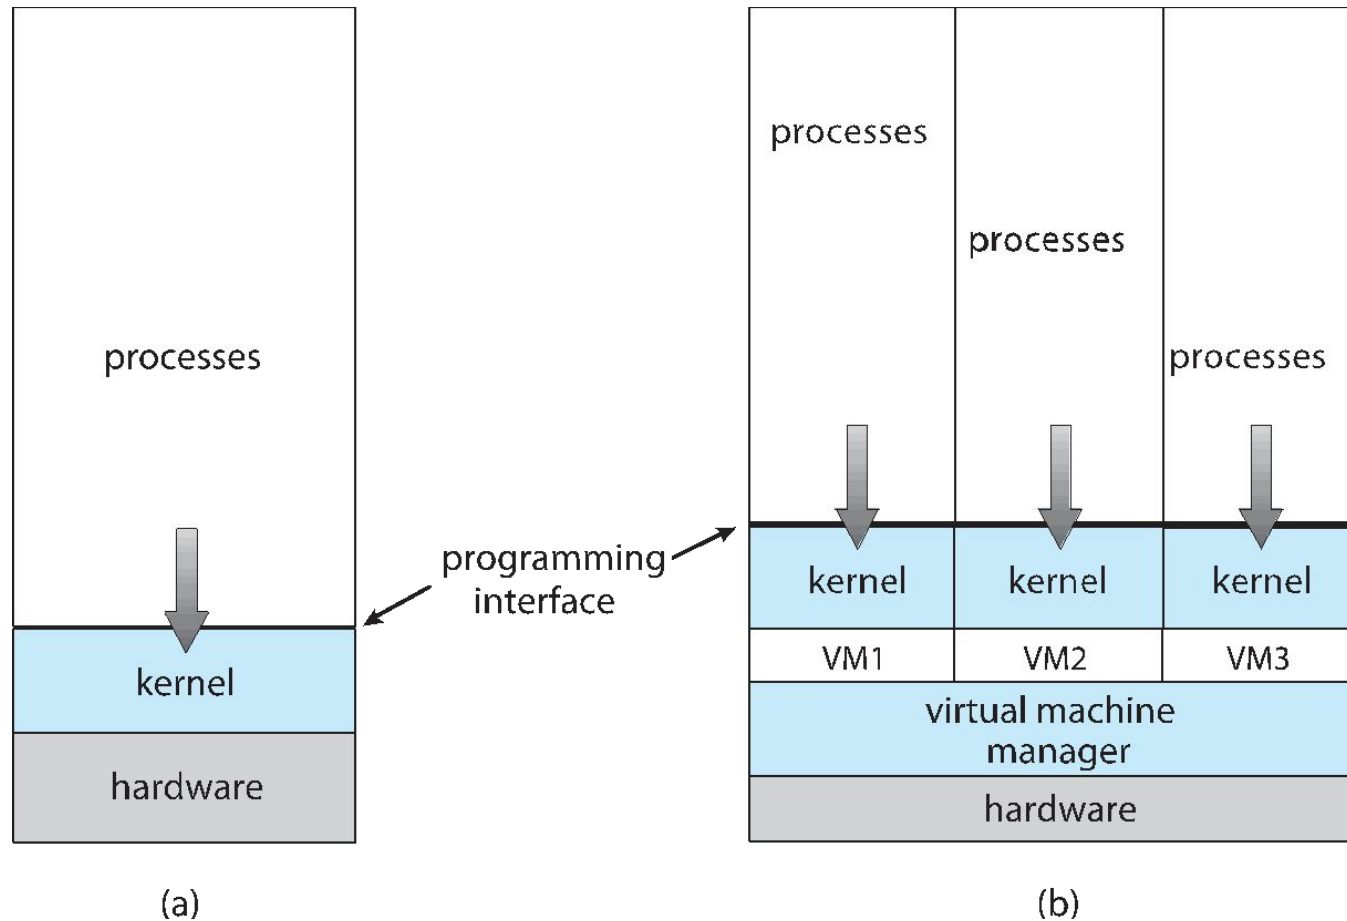 processes
kernel
hardware
(a)
programming
interface
processes
processes
processes
kernel
kernel
kernel
VM1
VM2
VM3
virtual machine
manager
hardware
(b)